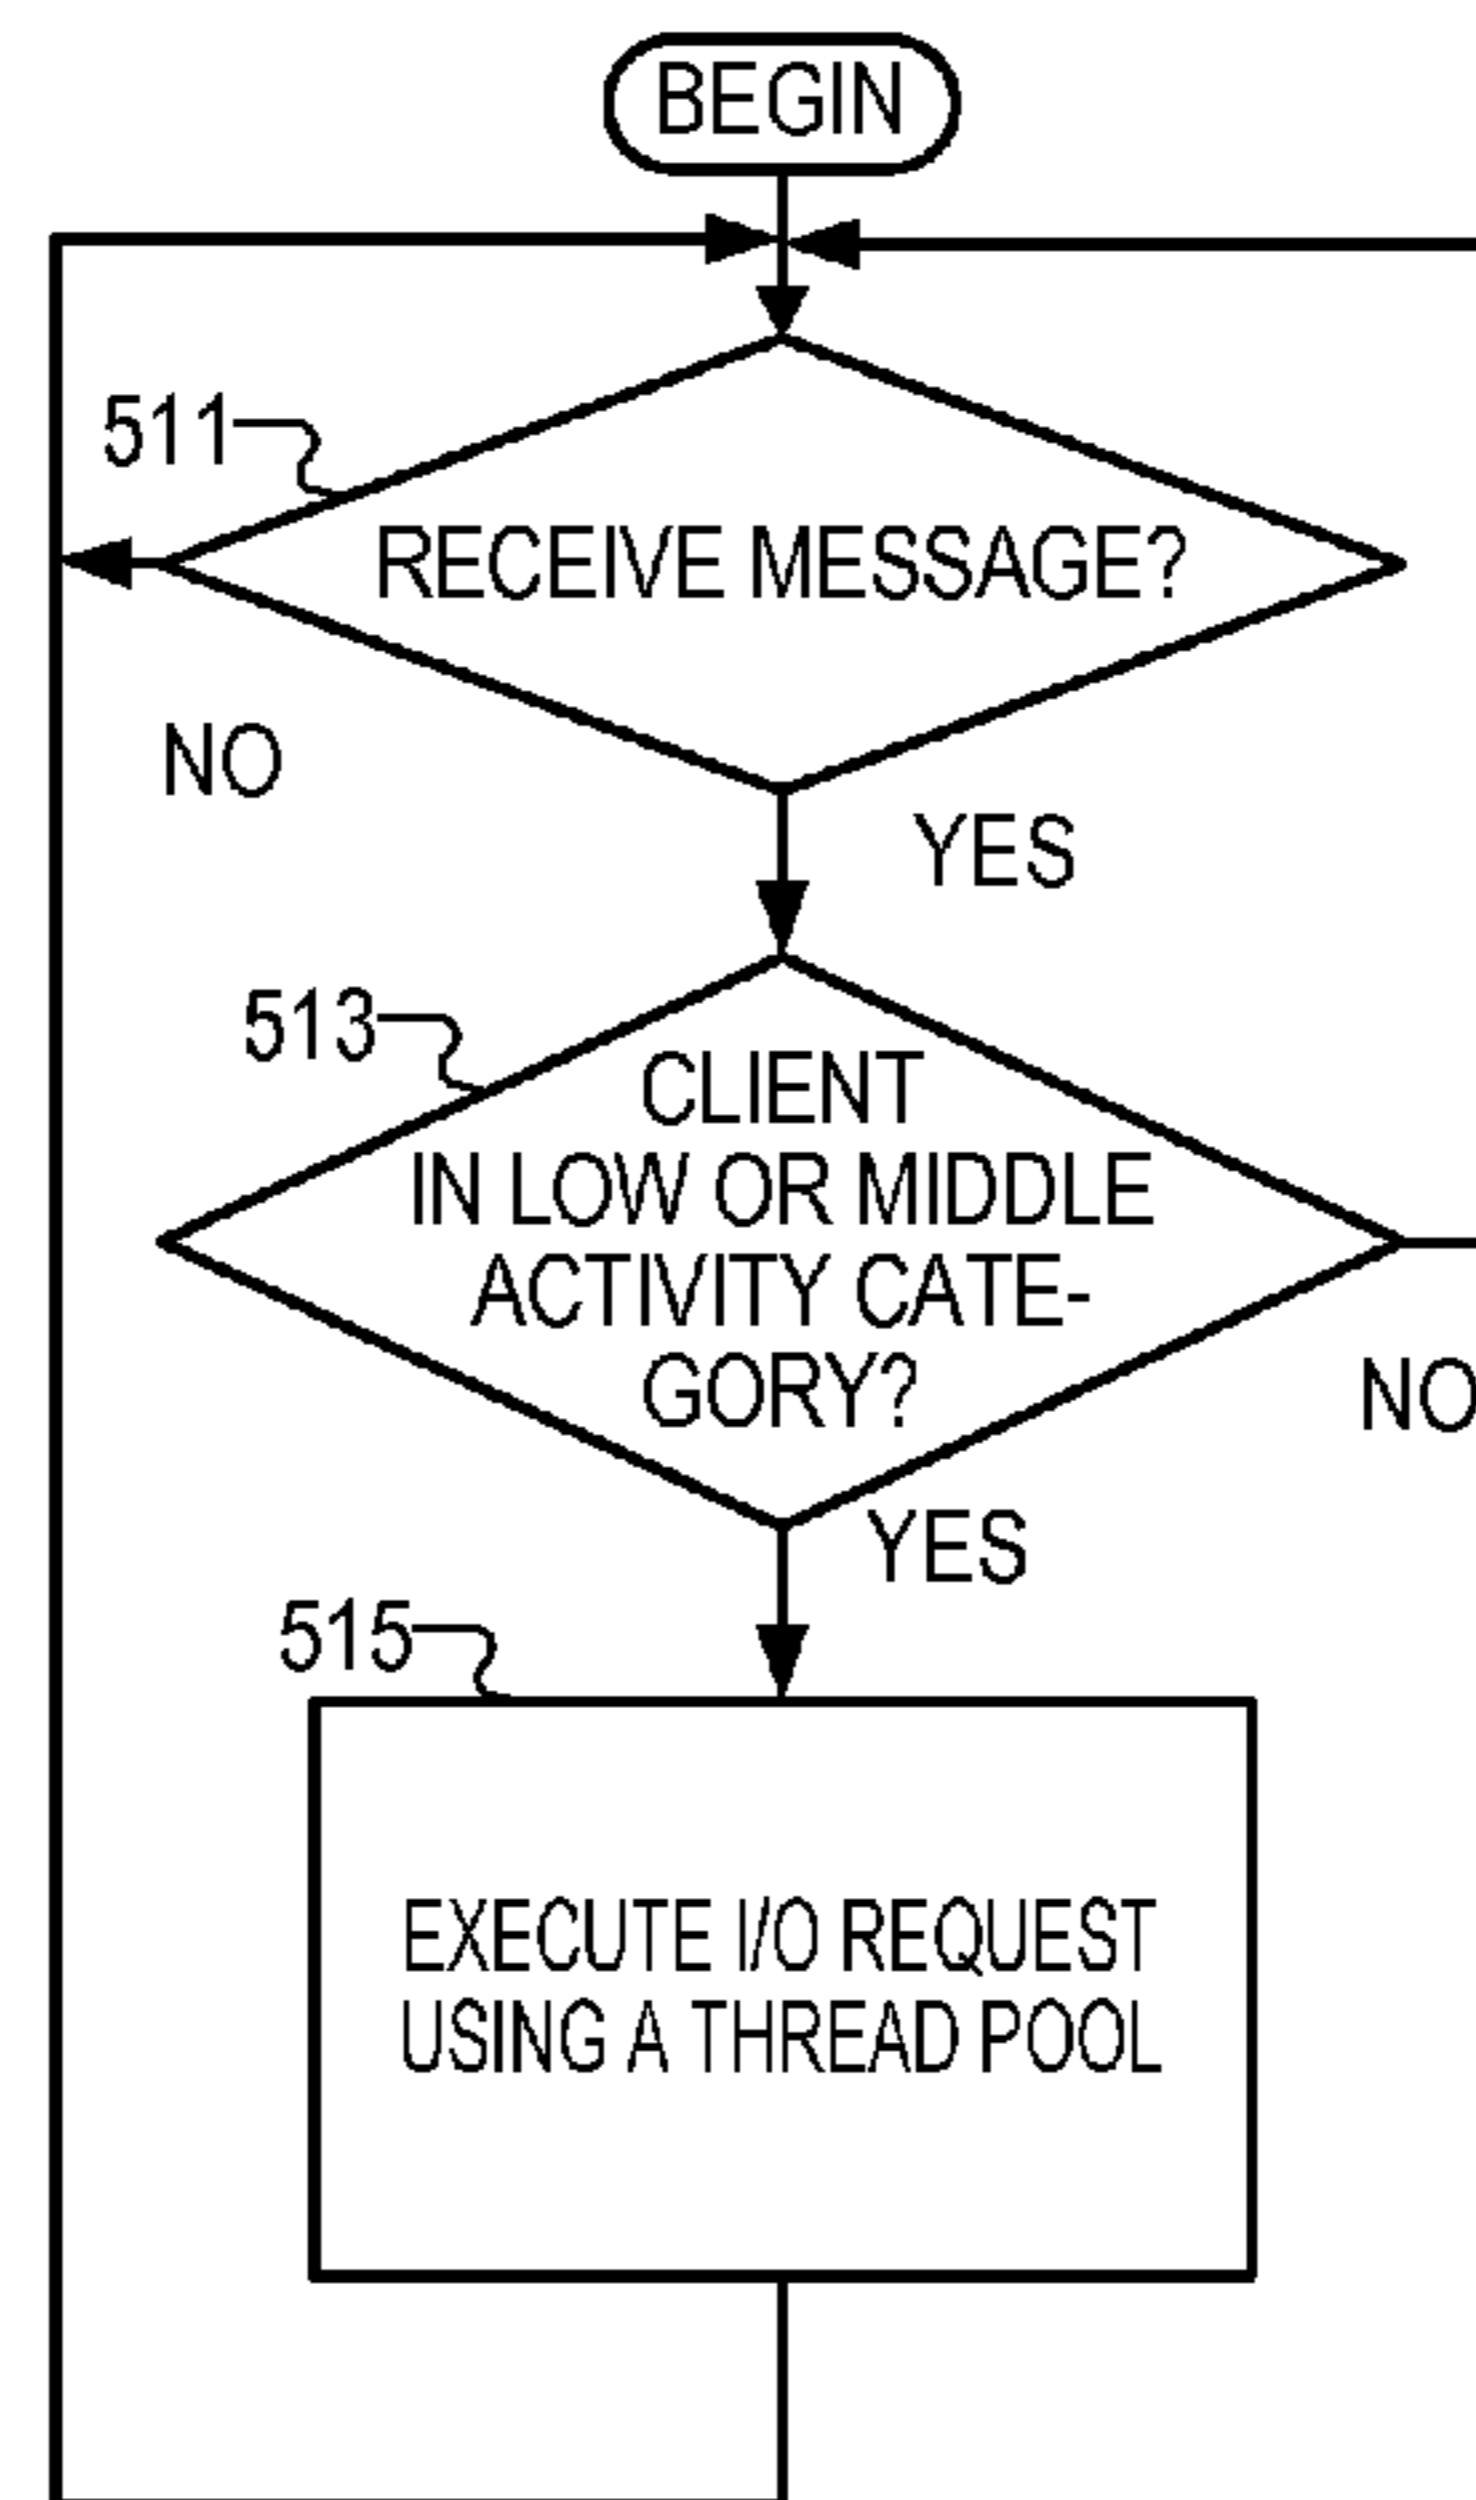 BEGIN
511
RECEIVE MESSAGE?
NO
YES
513
CLIENT
IN LOW OR MIDDLE
ACTIVITY CATE-
GORY?
NO
YES
515
EXECUTE I/O REQUEST
USING A THREAD POOL